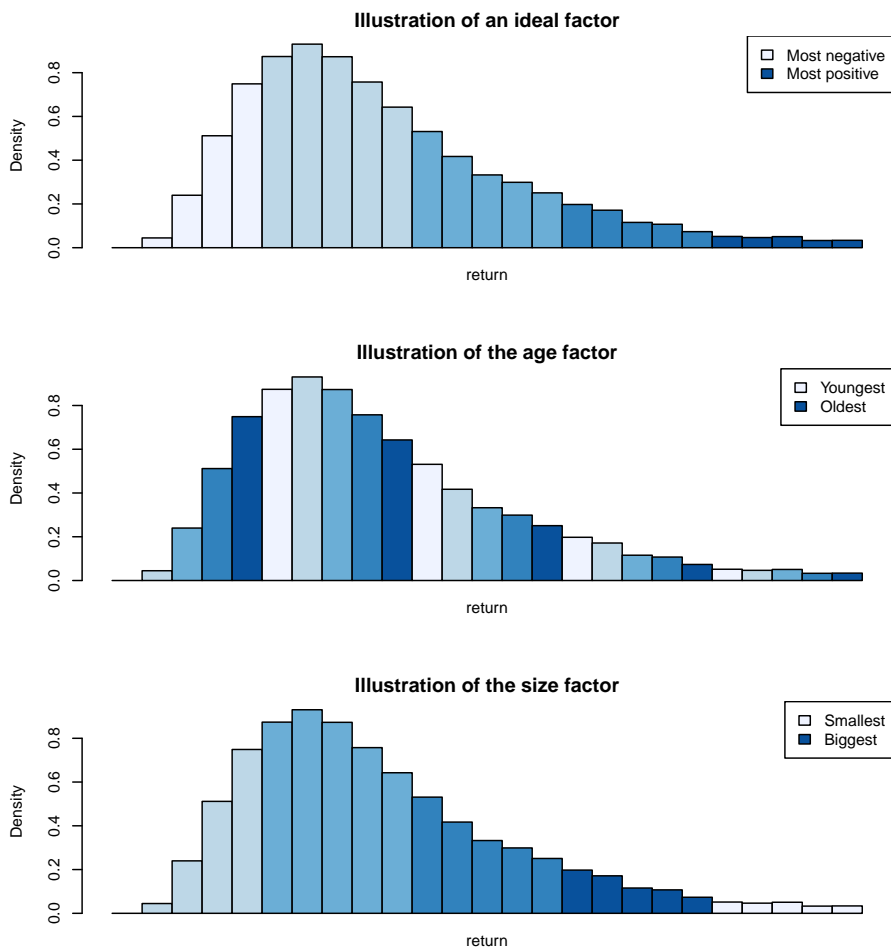 Illustration of an ideal factor
Most negative
Most positive
Density
0.0
0.2
0.4
0.6
0.8
return
Illustration of the age factor
Youngest
Oldest
Density
0.0
0.2
0.4
0.6
0.8
return
Illustration of the size factor
Smallest
Biggest
Density
0.0
0.2
0.4
0.6
0.8
return